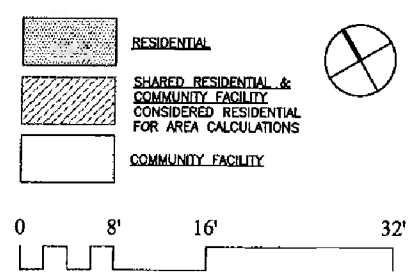 RESIDENTIAL
SHARED RESIDENTIAL &
COMMUNITY FACILITY
CONSIDERED RESIDENTIAL
FOR AREA CALCULATIONS
COMMUNITY FACILITY
0 8' 16' 32'